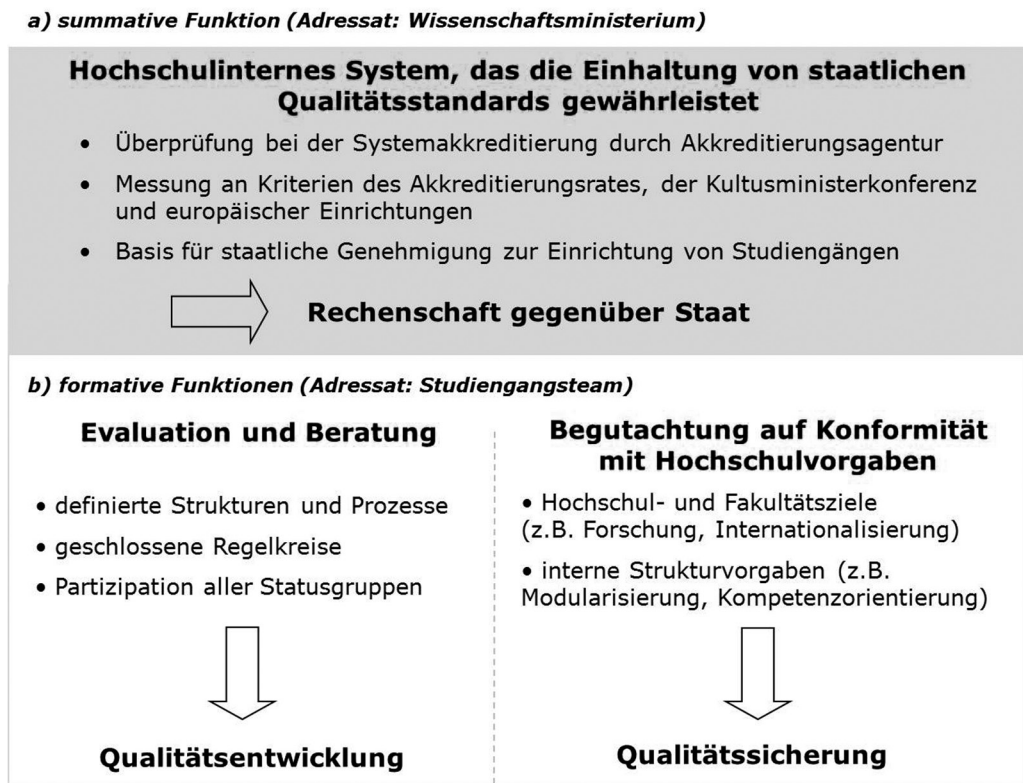 a) summative Funktion (Adressat: Wissenschaftsministerium)
Hochschulinternes System, das die Einhaltung von staatlichen
Qualitätsstandards gewährleistet
• Überprüfung bei der Systemakkreditierung durch Akkreditierungsagentur
• Messung an Kriterien des Akkreditierungsrates, der Kultusministerkonferenz
und europäischer Einrichtungen
• Basis für staatliche Genehmigung zur Einrichtung von Studiengängen
Rechenschaft gegenüber Staat
b) formative Funktionen (Adressat: Studiengangsteam)
Evaluation und Beratung
• definierte Strukturen und Prozesse
• geschlossene Regelkreise
• Partizipation aller Statusgruppen
Qualitätsentwicklung
Begutachtung auf Konformität
mit Hochschulvorgaben
• Hochschul- und Fakultätsziele
(z.B. Forschung, Internationalisierung)
• interne Strukturvorgaben (z.B.
Modularisierung, Kompetenzorientierung)
Qualitätssicherung